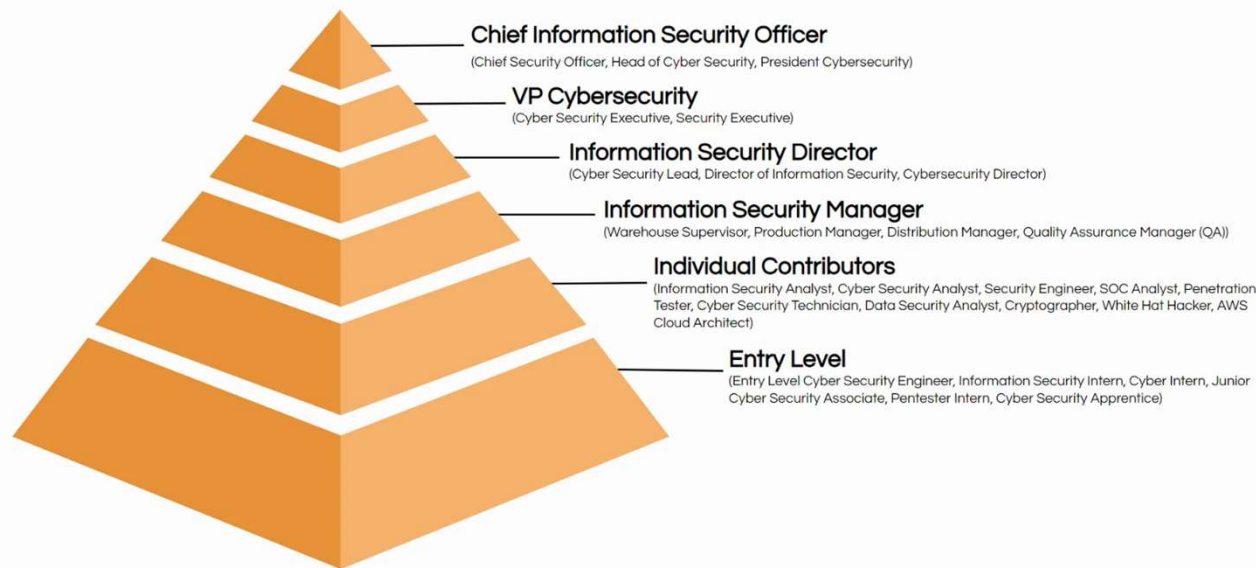 Chief Information Security Officer
(Chief Security Officer, Head of Cyber Security, President Cybersecurity)
VP Cybersecurity
(Cyber Security Executive, Security Executive)
Information Security Director
(Cyber Security Lead, Director of Information Security, Cybersecurity Director)
Information Security Manager
(Warehouse Supervisor, Production Manager, Distribution Manager, Quality Assurance Manager (QA))
Individual Contributors
(Information Security Analyst, Cyber Security Analyst, Security Engineer, SOC Analyst, Penetration
Tester, Cyber Security Technician, Data Security Analyst, Cryptographer, White Hat Hacker, AWS
Cloud Architect)
Entry Level
(Entry Level Cyber Security Engineer, Information Security Intern, Cyber Intern, Junior
Cyber Security Associate, Pentester Intern, Cyber Security Apprentice)